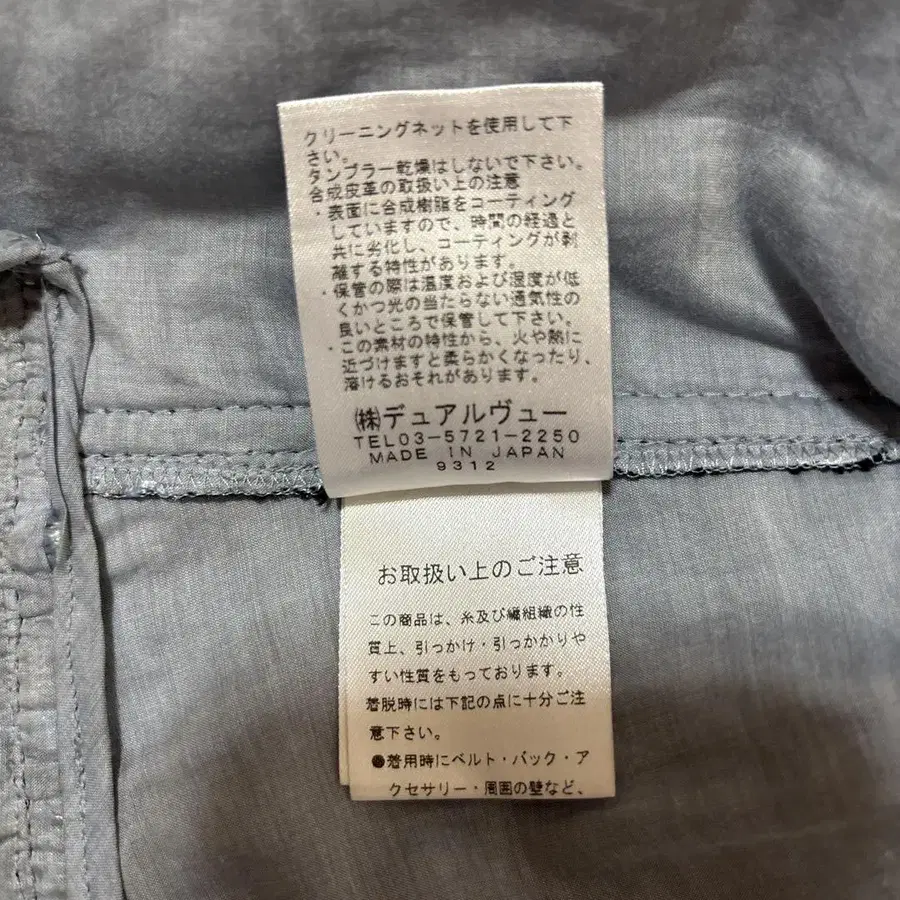 クリーニングネットを使用して下
さい。
タンブラー乾燥はしないで下さい。
合成皮革の取扱い上の注意
・表面に合成樹脂をコーティング
していますので、時間の経過と
共に劣化し、コーティングが剥
離する特性があります。
・保管の際は温度および湿度が低
くかつ光の当たらない通気性の
良いところで保管して下さい。
・この素材の特性から、火や熱に
近づけますと柔らかくなったり、
溶けるおそれがあります。
㈱デュアルヴュー
TEL03-5721-2250
MADE IN JAPAN
9312
お取扱い上のご注意
この商品は、糸及び編組織の性
質上、引っかけ・引っかかりや
すい性質をもっております。
着脱時には下記の点に十分ご注
意下さい。
●着用時にベルト・バック・ア
クセサリー・周囲の壁など、